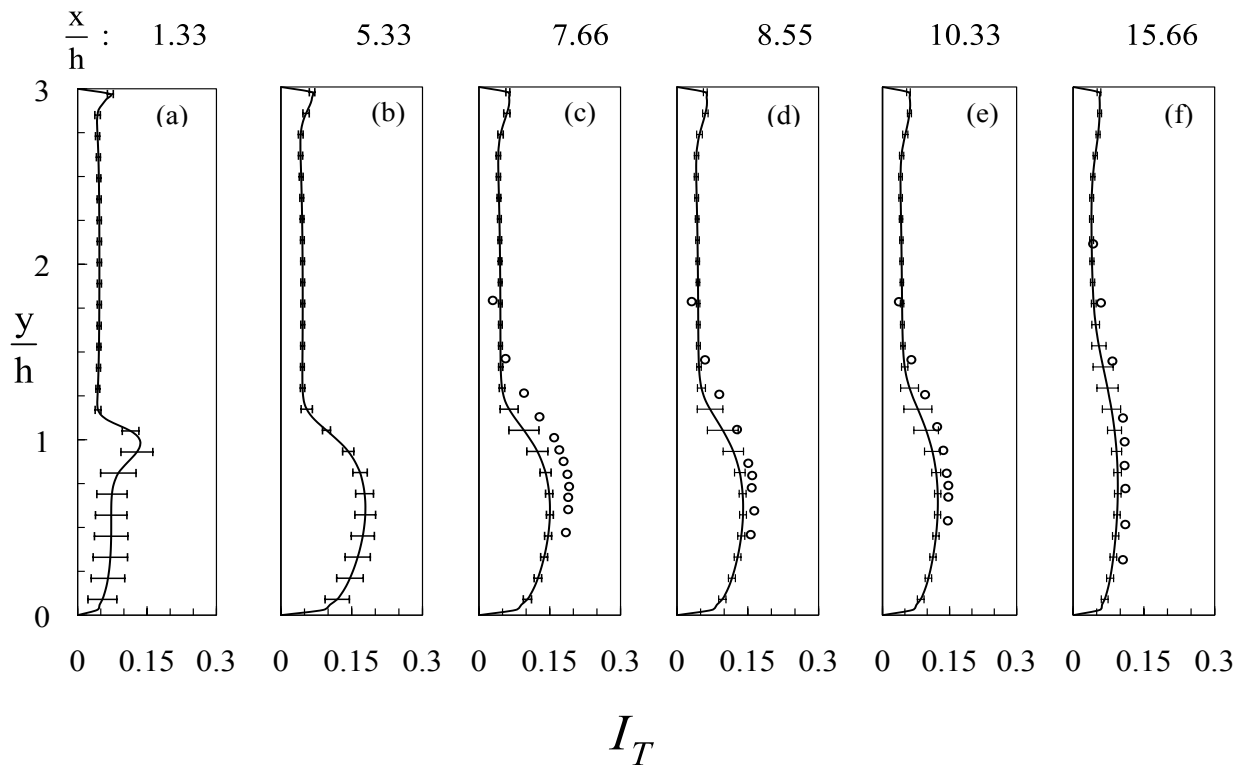 x/h : 1.33 5.33 7.66 8.55 10.33 15.66
3 (a) (b) (c) (d) (e) (f)
2
y/h
1
0
0 0.15 0.3 0 0.15 0.3 0 0.15 0.3 0 0.15 0.3 0 0.15 0.3 0 0.15 0.3
I_T